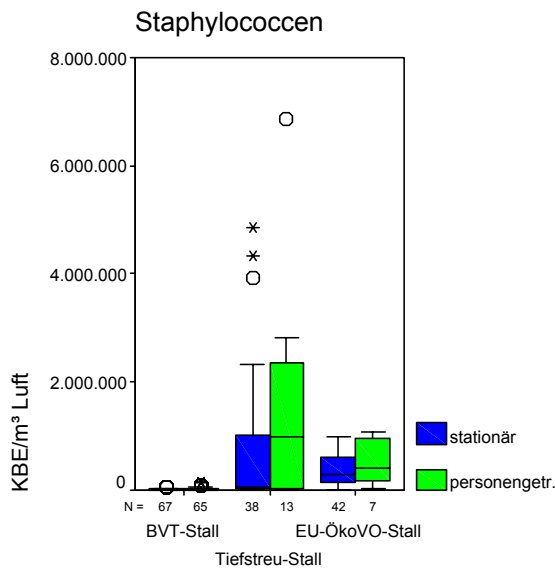 Staphylococcen
8.000.000
6.000.000
4.000.000
2.000.000
0
KBE/m³ Luft
stationär
personengetr.
N = 67 65 38 13 42 7
BVT-Stall EU-ÖkoVO-Stall
Tiefstreu-Stall